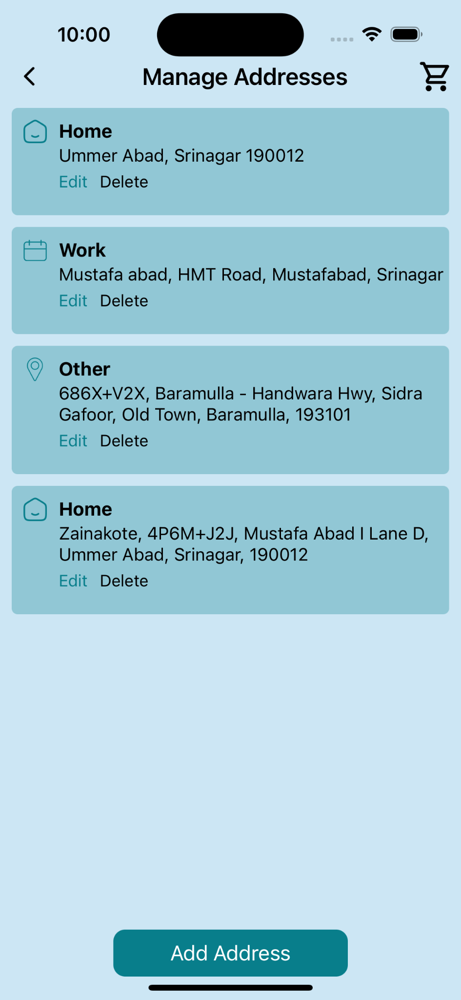 10:00
Manage Addresses
Home
Ummer Abad, Srinagar 190012
Edit Delete
Work
Mustafa abad, HMT Road, Mustafabad, Srinagar
Edit Delete
Other
686X+V2X, Baramulla - Handwara Hwy, Sidra
Gafoor, Old Town, Baramulla, 193101
Edit Delete
Home
Zainakote, 4P6M+J2J, Mustafa Abad I Lane D,
Ummer Abad, Srinagar, 190012
Edit Delete
Add Address